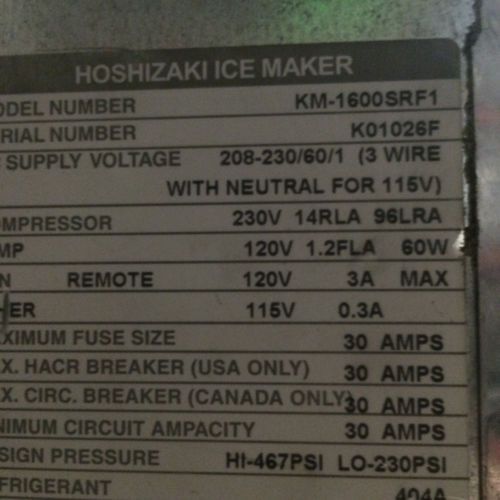 HOSHIZAKI ICE MAKER
ODEL NUMBER KM-1600SRF1
RIAL NUMBER K01026F
SUPPLY VOLTAGE 208-230/60/1 (3 WIRE
WITH NEUTRAL FOR 115V)
OMPRESSOR 230V 14RLA 96LRA
MP 120V 1.2FLA 60W
N REMOTE 120V 3A MAX
HER 115V 0.3A
XIMUM FUSE SIZE 30 AMPS
X. HACR BREAKER (USA ONLY) 30 AMPS
X. CIRC. BREAKER (CANADA ONLY) 30 AMPS
NIMUM CIRCUIT AMPACITY 30 AMPS
SIGN PRESSURE HI-467PSI LO-230PSI
FRIGERANT 404A